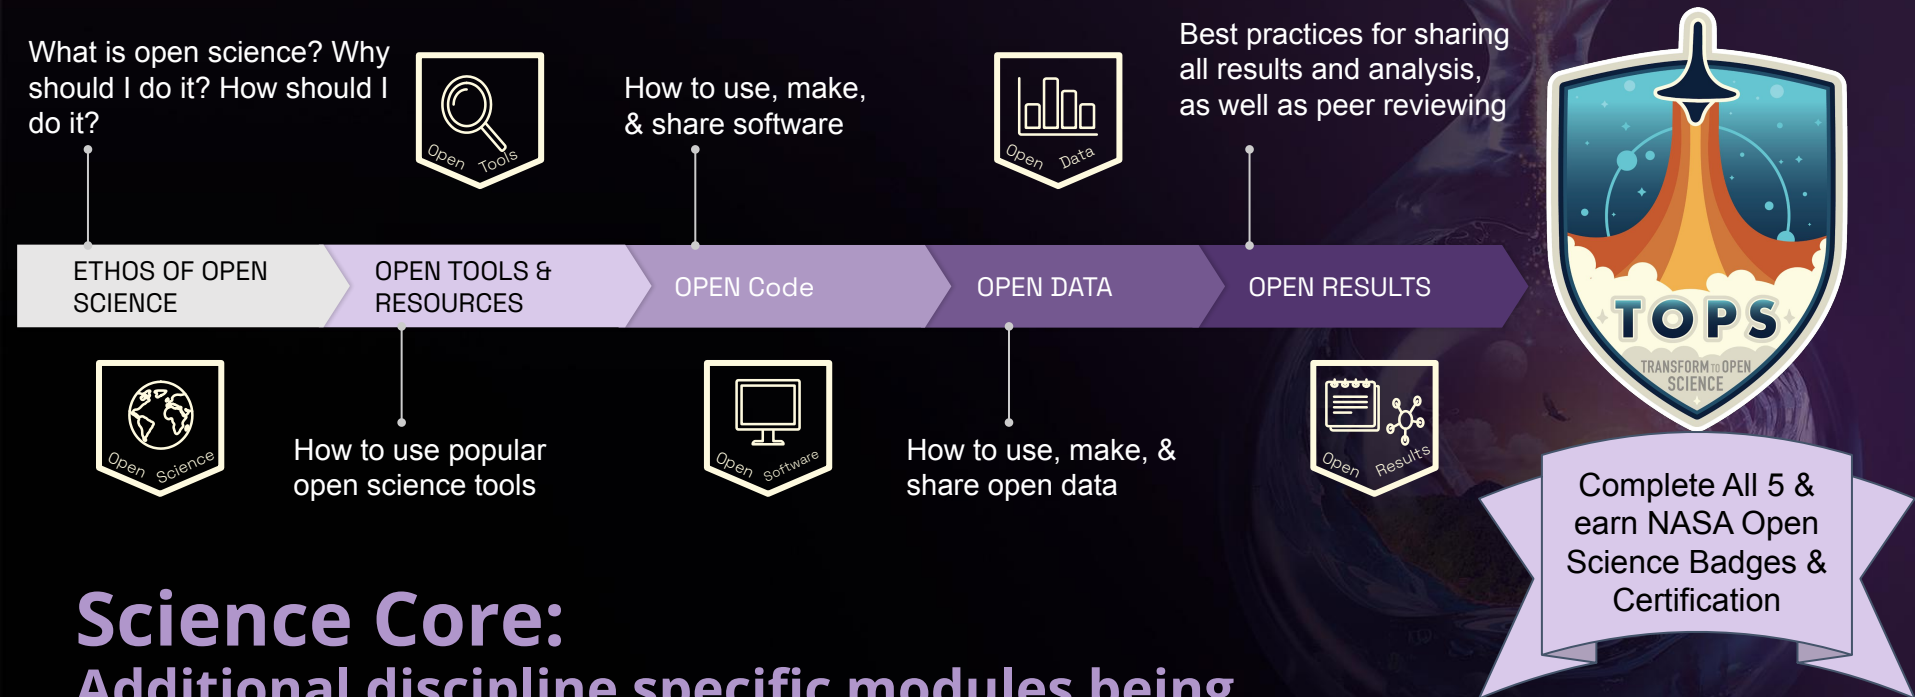 What is open science? Why
should I do it? How should I
do it?
Open Tools
How to use, make,
& share software
Open Data
Best practices for sharing
all results and analysis,
as well as peer reviewing
ETHOS OF OPEN
SCIENCE
OPEN TOOLS &
RESOURCES
OPEN Code
OPEN DATA
OPEN RESULTS
TOPS
TRANSFORM TO OPEN
SCIENCE
Open Science
How to use popular
open science tools
Open Software
How to use, make, &
share open data
Open Results
Complete All 5 &
earn NASA Open
Science Badges &
Certification
Science Core:
Additional discipline specific modules being